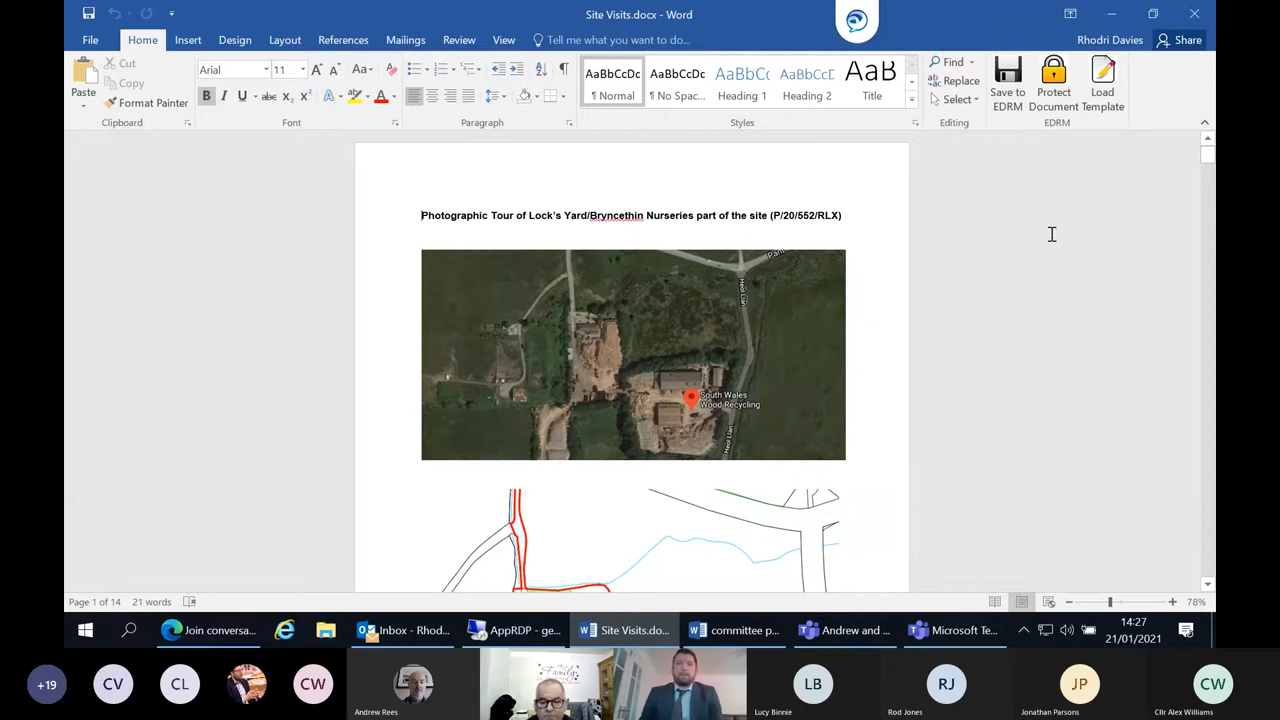 Site Visits.docx - Word
File Home Insert Design Layout References Mailings Review View Tell me what you want to do... Rhodri Davies Share
Paste Cut Copy Format Painter
Clipboard
Arial 11
B I U abc x₂ x²
Font
Paragraph
AaBbCcDc AaBbCcDc AaBbCc AaBbCcD AaB
¶ Normal ¶ No Spac... Heading 1 Heading 2 Title
Styles
Find
Replace
Select
Editing
Save to EDRM
Protect Document
Load Template
EDRM
Photographic Tour of Lock's Yard/Bryncethin Nurseries part of the site (P/20/552/RLX)
Heol Llan
South Wales
Wood Recycling
Heol Llan
Page 1 of 14 21 words 78%
Join conversa... Inbox - Rhod... AppRDP - ge... Site Visits.do... committee p... Andrew and ... Microsoft Te... 14:27
21/01/2021
+19 CV CL CW LB RJ JP CW
Andrew Rees Lucy Binnie Rod Jones Jonathan Parsons Cllr Alex Williams